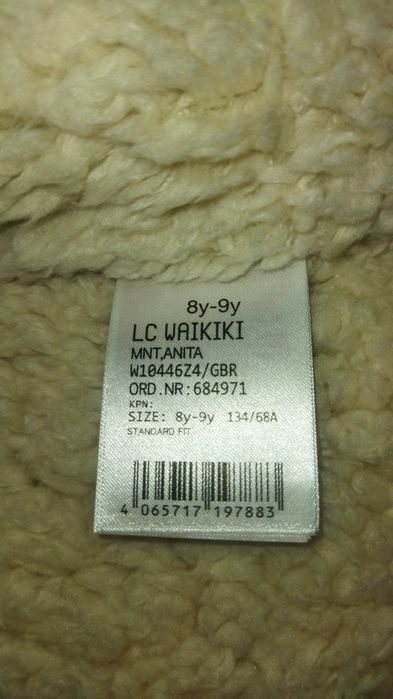 8y-9y
LC WAIKIKI
MNT,ANITA
W10446Z4/GBR
ORD.NR:684971
KPN:
SIZE: 8y-9y 134/68A
STANDARD FIT
4 065717 197883